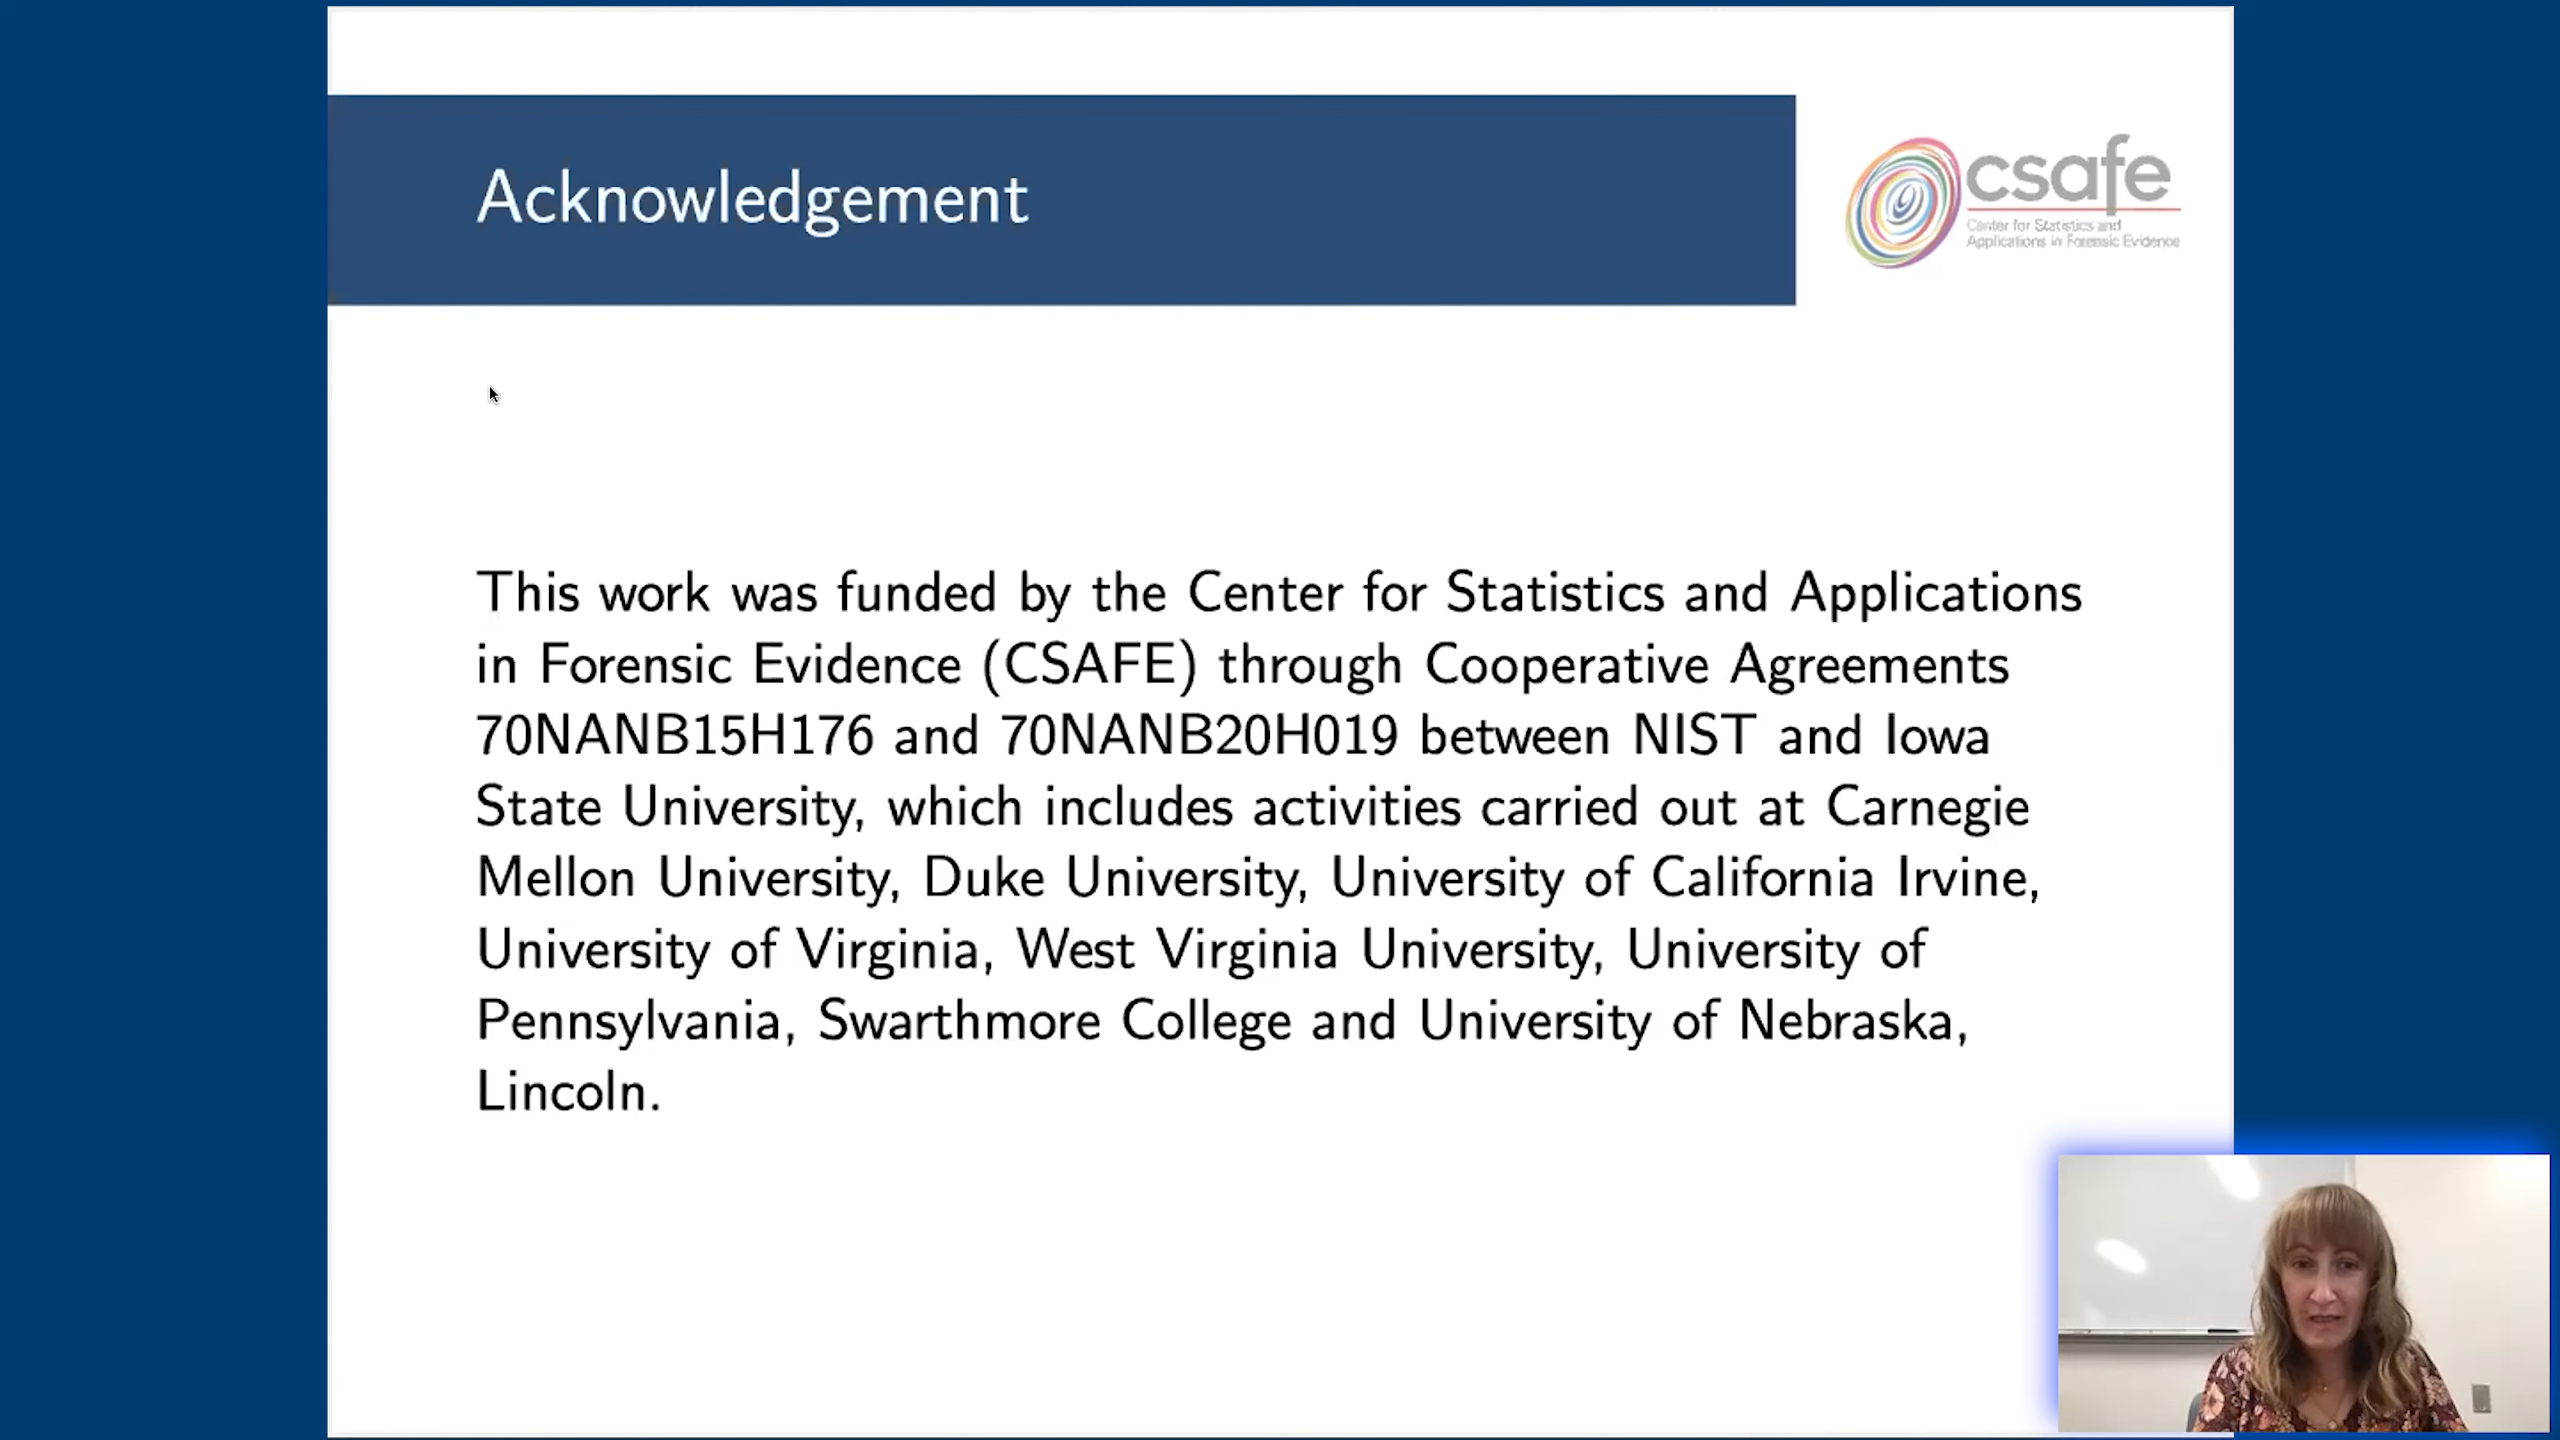 Acknowledgement
csafe
Center for Statistics and
Applications in Forensic Evidence
This work was funded by the Center for Statistics and Applications
in Forensic Evidence (CSAFE) through Cooperative Agreements
70NANB15H176 and 70NANB20H019 between NIST and Iowa
State University, which includes activities carried out at Carnegie
Mellon University, Duke University, University of California Irvine,
University of Virginia, West Virginia University, University of
Pennsylvania, Swarthmore College and University of Nebraska,
Lincoln.